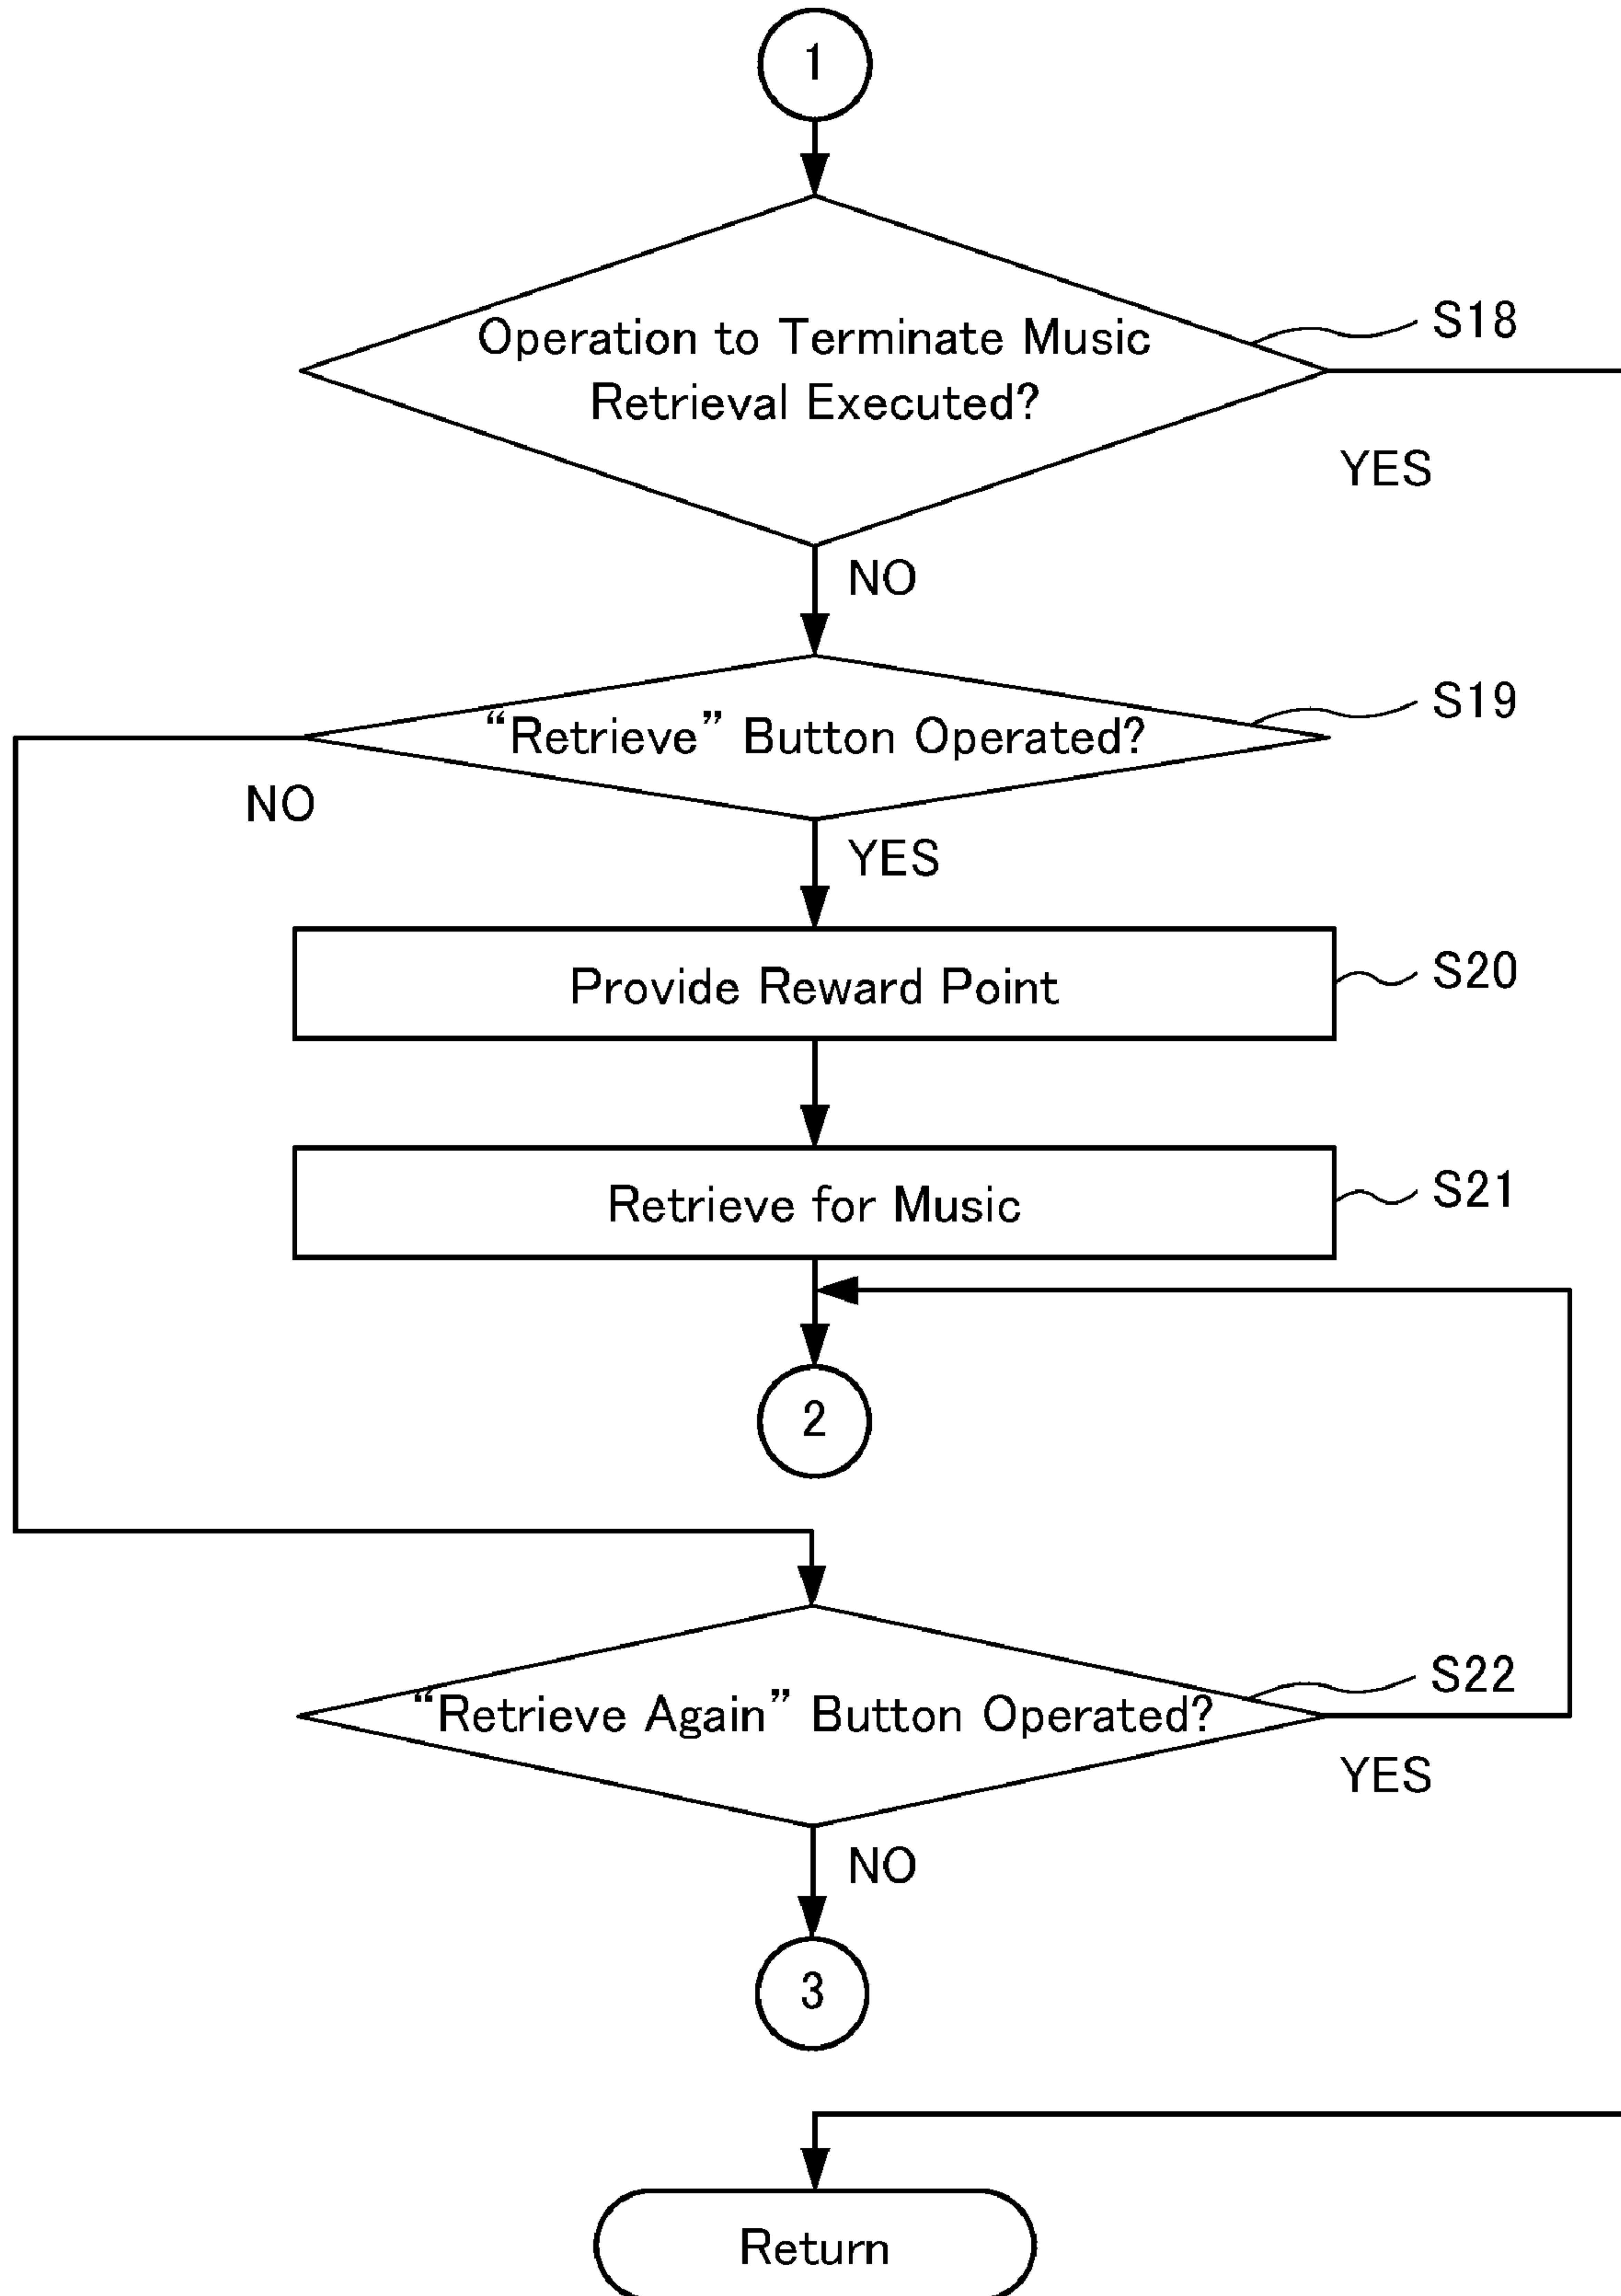 1
Operation to Terminate Music
Retrieval Executed?
S18
YES
NO
“Retrieve” Button Operated?
S19
NO
YES
Provide Reward Point
S20
Retrieve for Music
S21
2
“Retrieve Again” Button Operated?
S22
YES
NO
3
Return